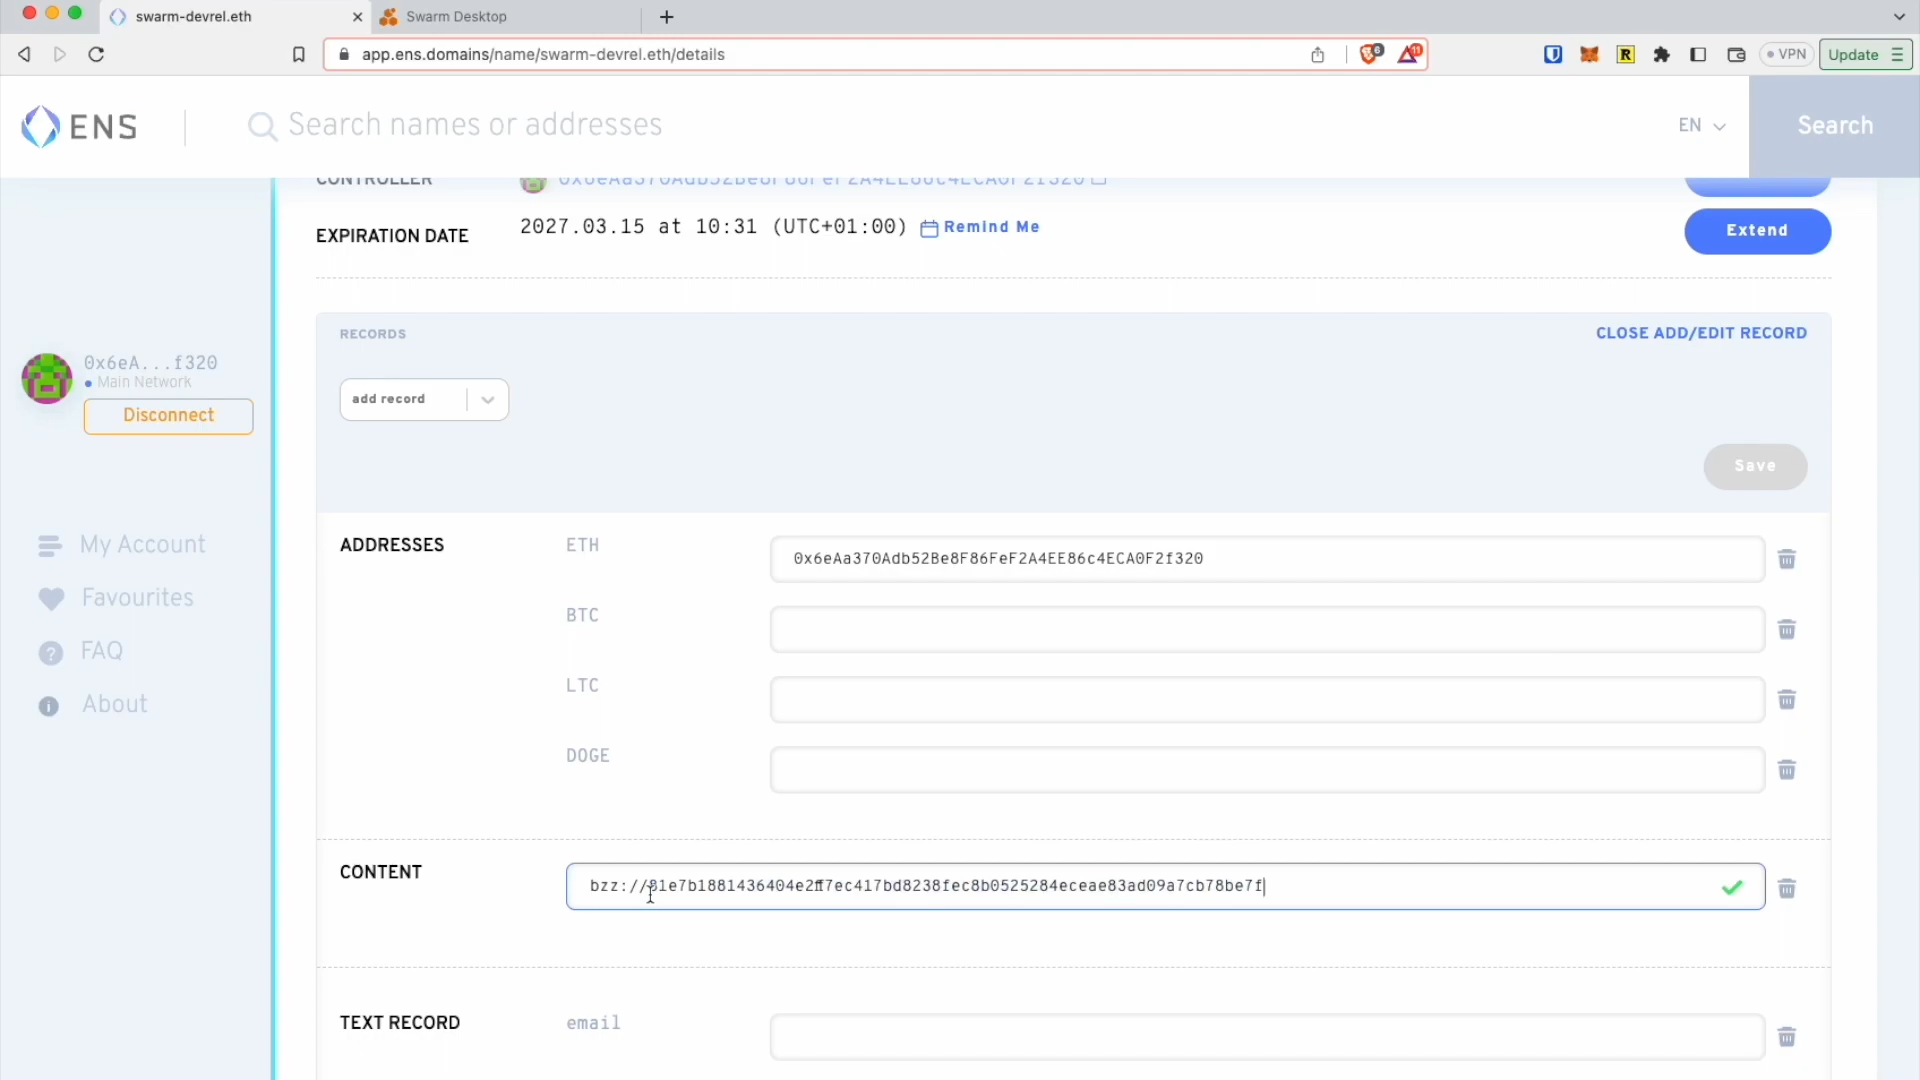 swarm-devrel.eth
Swarm Desktop
app.ens.domains/name/swarm-devrel.eth/details
6
11
R
VPN
Update
ENS
Search names or addresses
EN
Search
CONTROLLER
0x6eAa370Adb52Be8F86FeF2A4EE86c4ECA0F2f320
EXPIRATION DATE
2027.03.15 at 10:31 (UTC+01:00)
Remind Me
Extend
RECORDS
CLOSE ADD/EDIT RECORD
0x6eA...f320
Main Network
Disconnect
add record
Save
My Account
Favourites
FAQ
About
ADDRESSES
ETH
0x6eAa370Adb52Be8F86FeF2A4EE86c4ECA0F2f320
BTC
LTC
DOGE
CONTENT
bzz://81e7b1881436404e2ff7ec417bd8238fec8b0525284eceae83ad09a7cb78be7f
TEXT RECORD
email